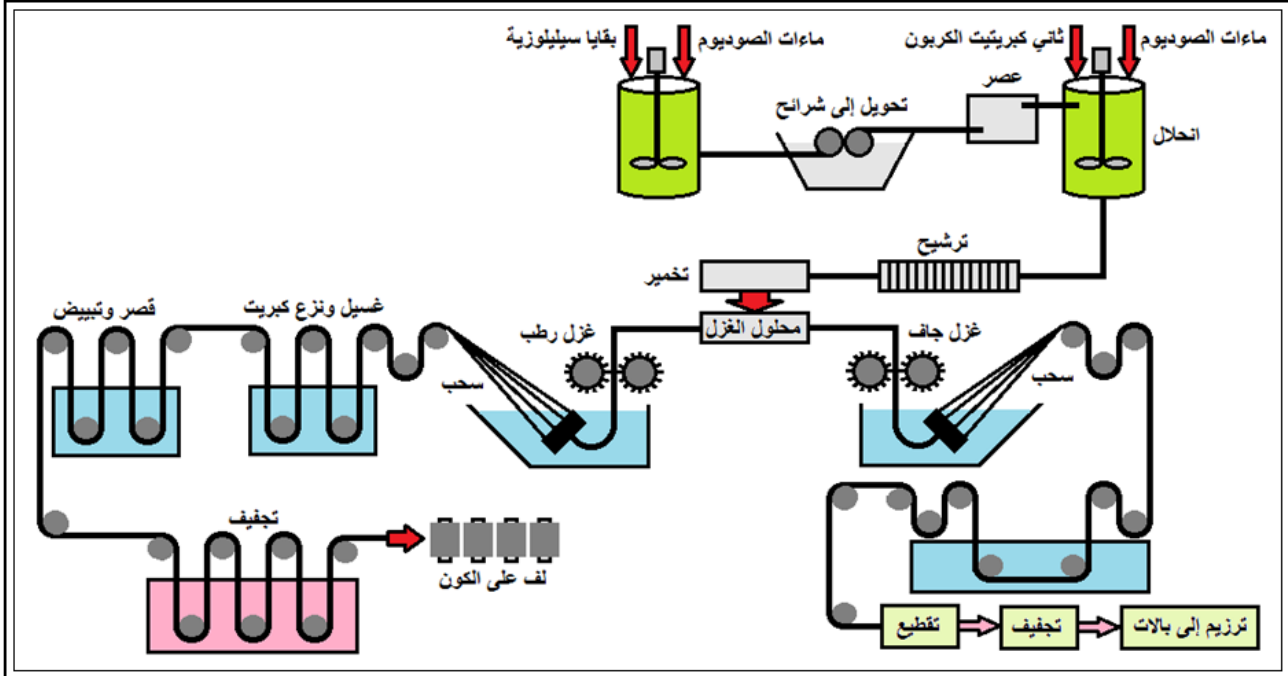 ماءات الصوديوم
ثاني كبريتيت الكربون
ماءات الصوديوم
بقايا سيليلوزية
عصر
تحويل إلى شرائح
انحلال
ترشيح
تخمير
محلول الغزل
غزل جاف
غزل رطب
غسيل ونزع كبريت
قصر وتبييض
سحب
سحب
تجفيف
لف على الكون
تقطيع
تجفيف
ترزيم إلى بالات